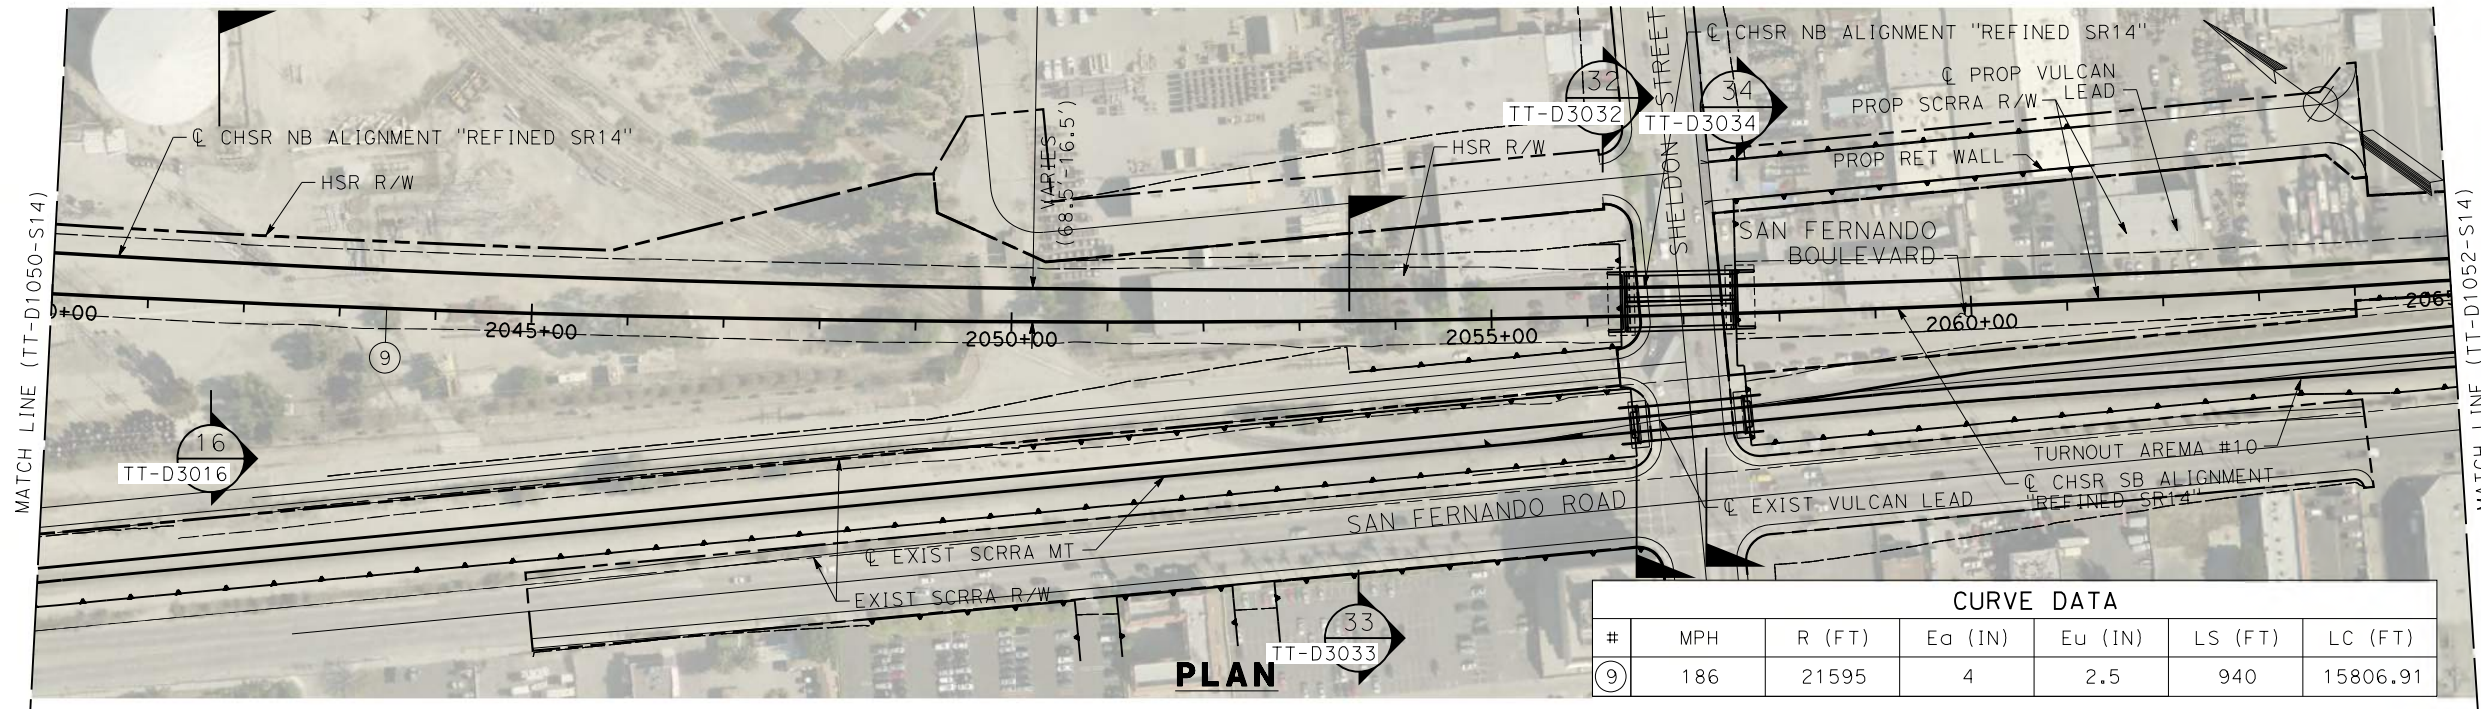 MATCH LINE (TT-D1050-S14)
℄ CHSR NB ALIGNMENT "REFINED SR14"
HSR R/W
VARIES
(68.5'-16.5')
HSR R/W
32
TT-D3032
SHELDON STREET
34
TT-D3034
℄ CHSR NB ALIGNMENT "REFINED SR14"
℄ PROP VULCAN
LEAD
PROP SCRRA R/W
PROP RET WALL
SAN FERNANDO
BOULEVARD
0+00
2045+00
2050+00
2055+00
2060+00
2065
9
16
TT-D3016
TURNOUT AREMA #10
℄ CHSR SB ALIGNMENT
"REFINED SR14"
℄ EXIST VULCAN LEAD
SAN FERNANDO ROAD
℄ EXIST SCRRA MT
EXIST SCRRA R/W
33
TT-D3033
PLAN
MATCH LINE (TT-D1052-S14)
CURVE DATA
# MPH R (FT) Ea (IN) Eu (IN) LS (FT) LC (FT)
9 186 21595 4 2.5 940 15806.91